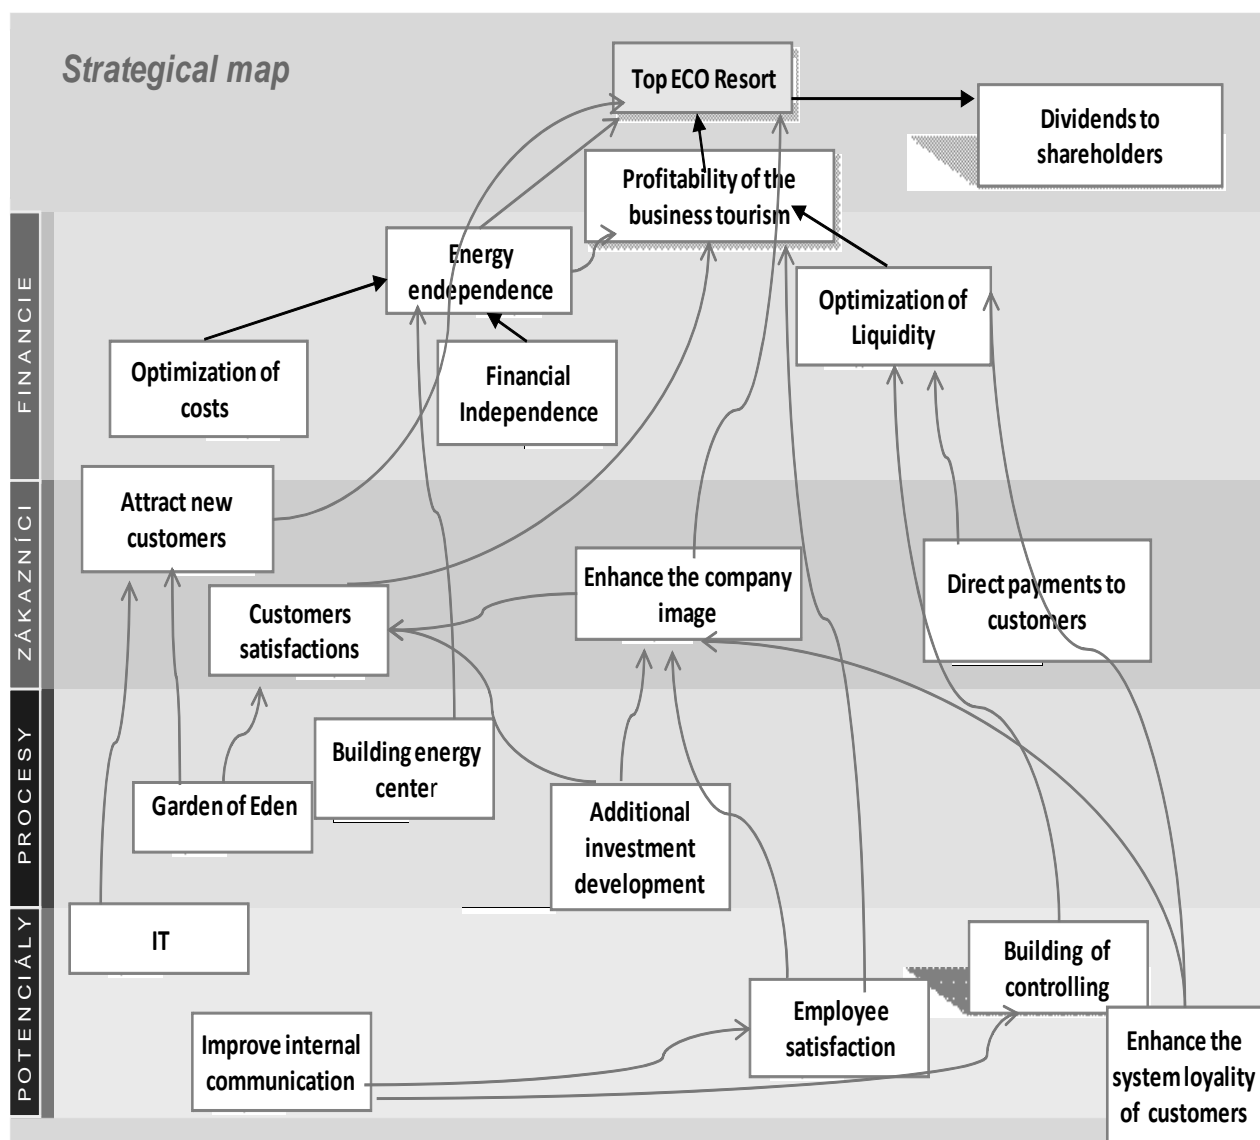 Strategical map
Top ECO Resort
Dividends to
shareholders
Profitability of the
business tourism
FINANCIE
Energy
endependence
Optimization of
Liquidity
Optimization of
costs
Financial
Independence
ZÁKAZNÍCI
Attract new
customers
Enhance the company
image
Direct payments to
customers
Customers
satisfactions
PROCESY
Building energy
center
Garden of Eden
Additional
investment
development
POTENCIÁLY
IT
Building of
controlling
Employee
satisfaction
Improve internal
communication
Enhance the
system loyality
of customers